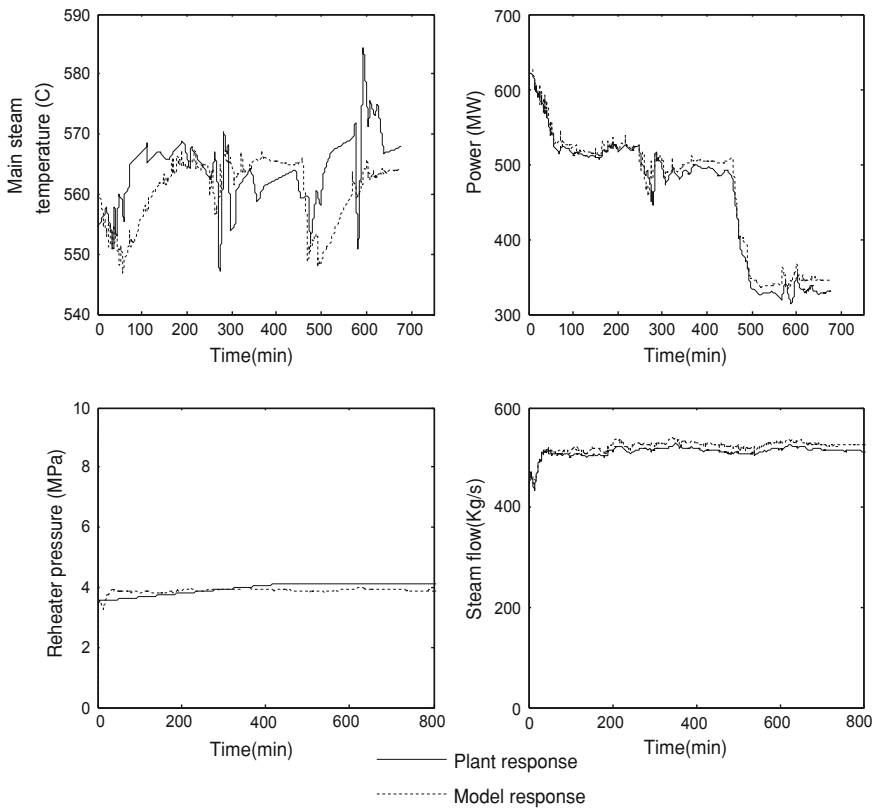 590
580
570
560
550
540
Main steam
temperature (C)
0 100 200 300 400 500 600 700
Time(min)
700
600
500
400
300
Power (MW)
0 100 200 300 400 500 600 700
Time(min)
10
8
6
4
2
0
Reheater pressure (MPa)
0 200 400 600 800
Time(min)
600
400
200
0
Steam flow(Kg/s)
0 200 400 600 800
Time(min)
Plant response
Model response